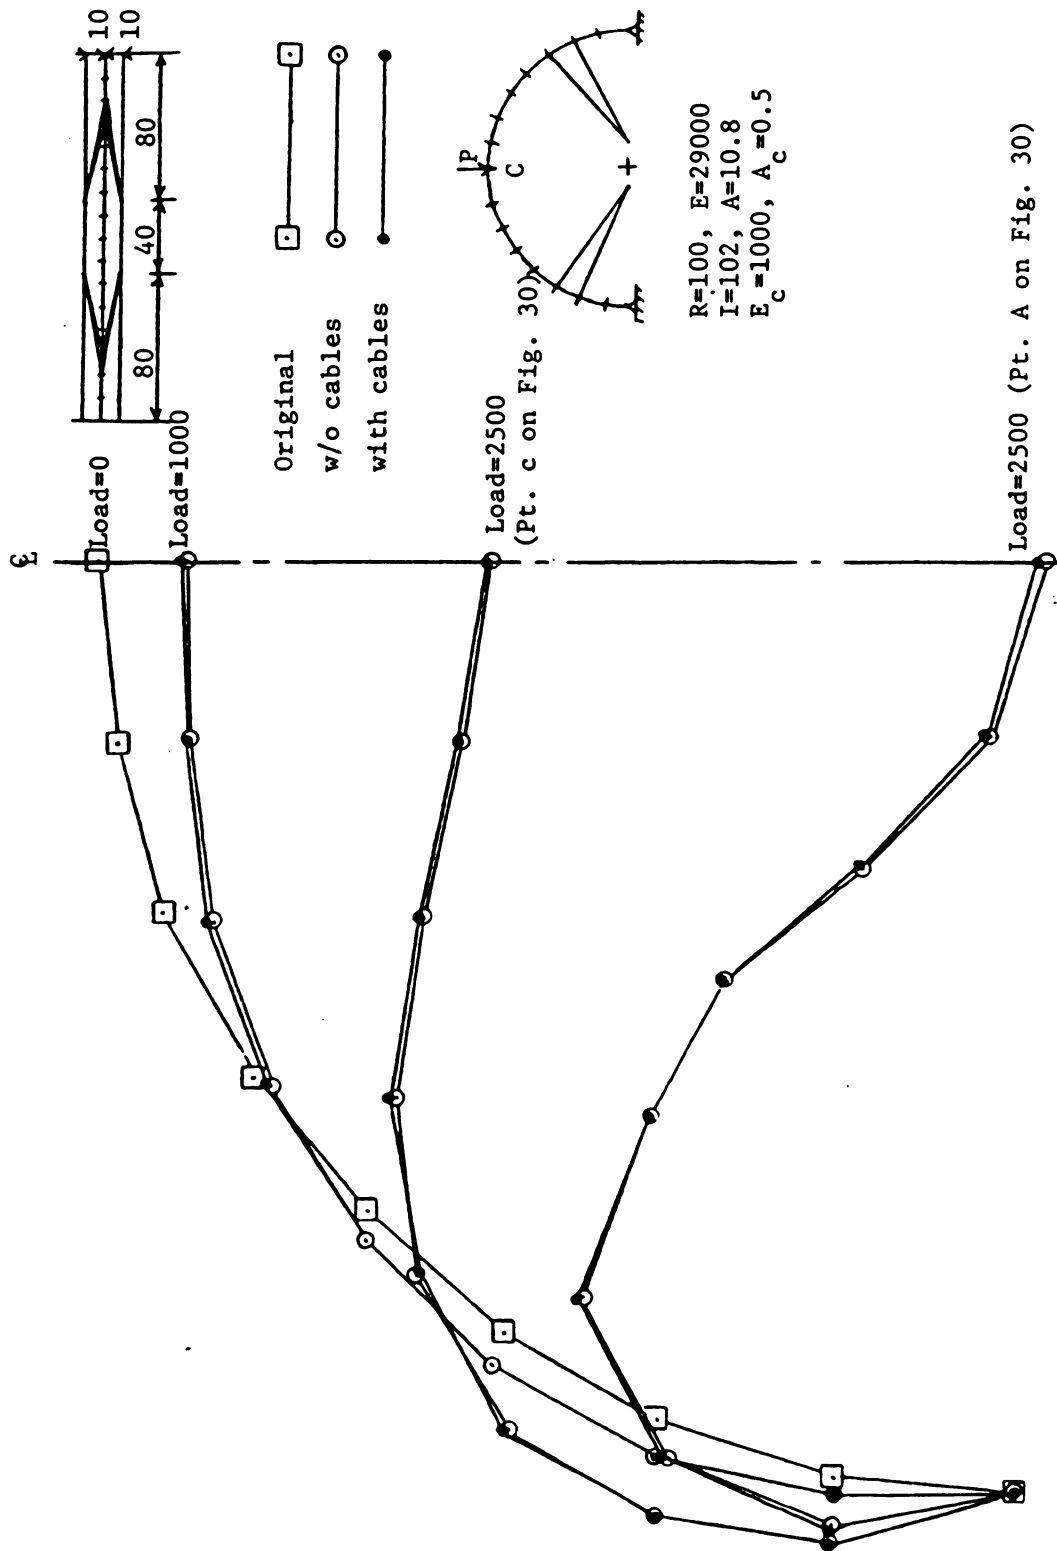 10
10
80
40
80
Original
w/o cables
with cables
P
C
R=100, E=29000
I=102, A=10.8
E_c=1000, A_c=0.5
℄
Load=0
Load=1000
Load=2500
(Pt. c on Fig. 30)
Load=2500 (Pt. A on Fig. 30)